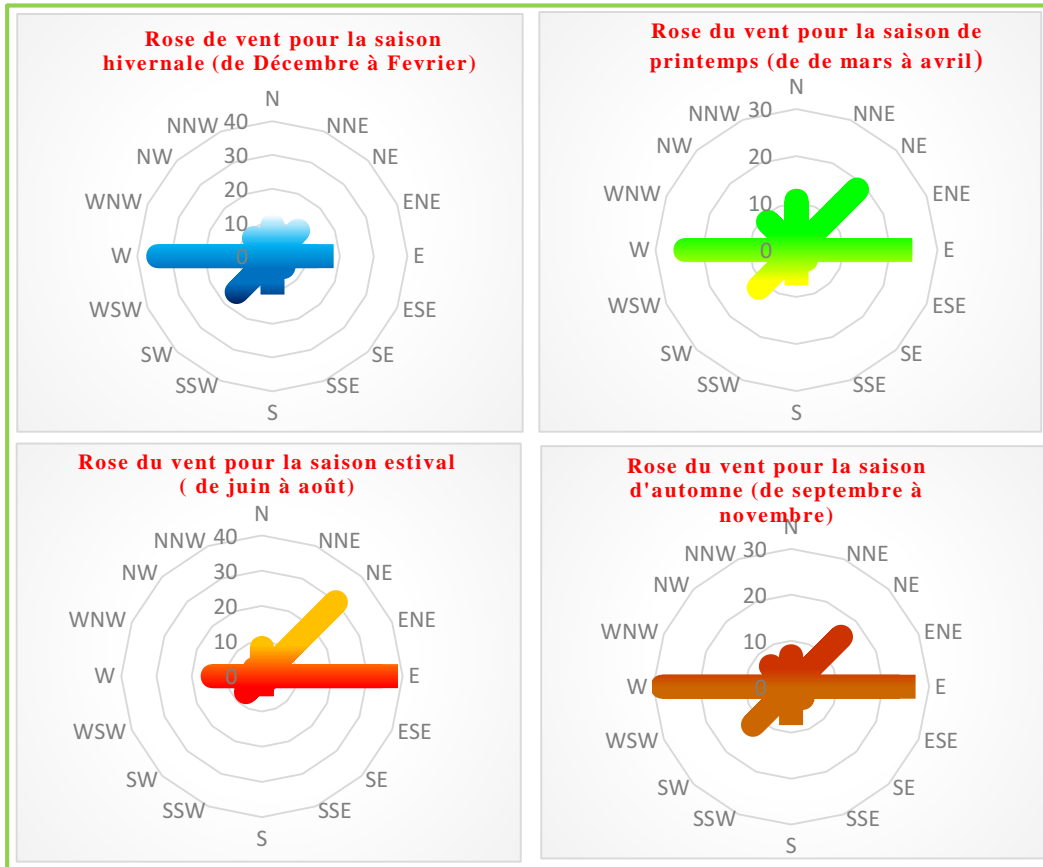 Rose de vent pour la saison
hivernale (de Décembre à Fevrier)
N
NNE
NE
ENE
E
ESE
SE
SSE
S
SSW
SW
WSW
W
WNW
NW
NNW
40
30
20
10
0
Rose du vent pour la saison de
printemps (de de mars à avril)
N
NNE
NE
ENE
E
ESE
SE
SSE
S
SSW
SW
WSW
W
WNW
NW
NNW
30
20
10
0
Rose du vent pour la saison estival
( de juin à août)
N
NNE
NE
ENE
E
ESE
SE
SSE
S
SSW
SW
WSW
W
WNW
NW
NNW
40
30
20
10
0
Rose du vent pour la saison
d'automne (de septembre à
novembre)
N
NNE
NE
ENE
E
ESE
SE
SSE
S
SSW
SW
WSW
W
WNW
NW
NNW
30
20
10
0